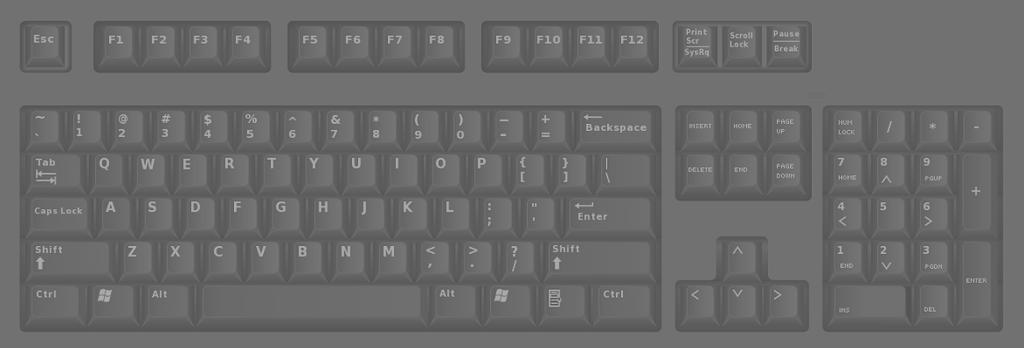 Esc F1 F2 F3 F4 F5 F6 F7 F8 F9 F10 F11 F12 Print Scr SysRq Scroll Lock Pause Break
~ ! @ # $ % ^ & * ( ) _ +
` 1 2 3 4 5 6 7 8 9 0 - = Backspace INSERT HOME PAGE UP NUM LOCK / * -
Tab Q W E R T Y U I O P { [ } ] | \ DELETE END PAGE DOWN 7 HOME 8 9 PGUP +
Caps Lock A S D F G H J K L : ; " ' Enter 4 5 6
Shift Z X C V B N M < , > . ? / Shift 1 END 2 3 PGDN ENTER
Ctrl Alt Alt Ctrl INS DEL